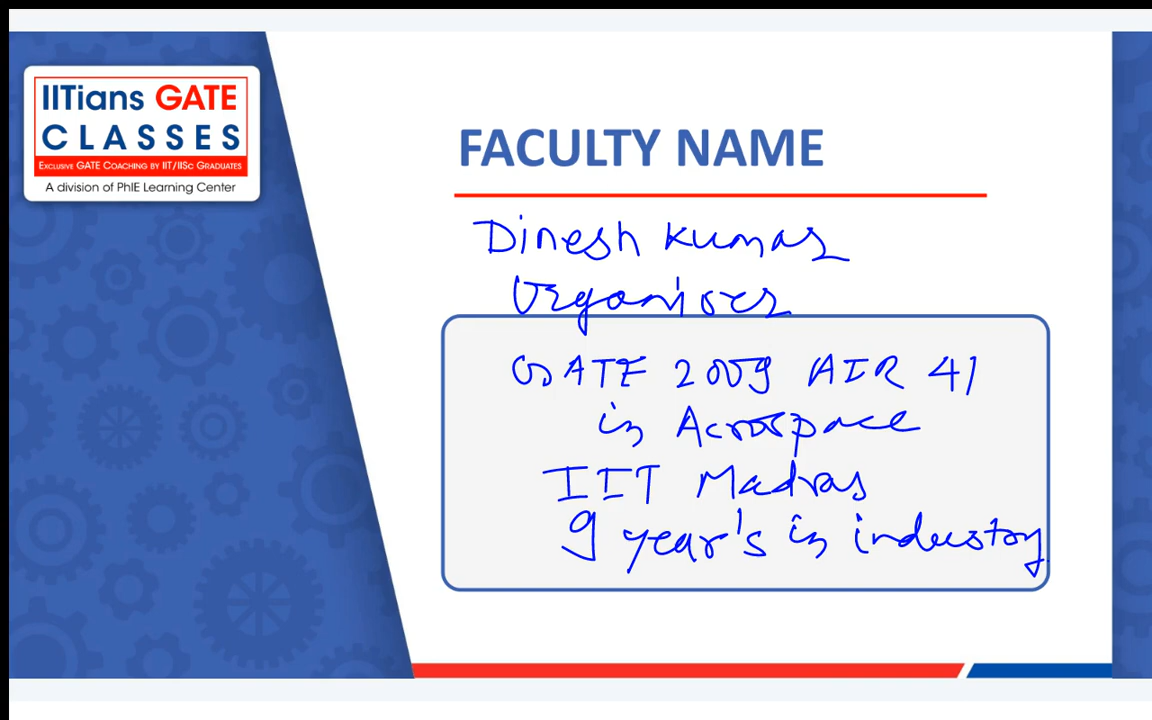 IITians GATE
CLASSES
EXCLUSIVE GATE COACHING BY IIT/IISc GRADUATES
A division of PhIE Learning Center
FACULTY NAME
Dinesh Kumar
Organiser
GATE 2009 AIR 41
in Aerospace
IIT Madras
9 year's in industry